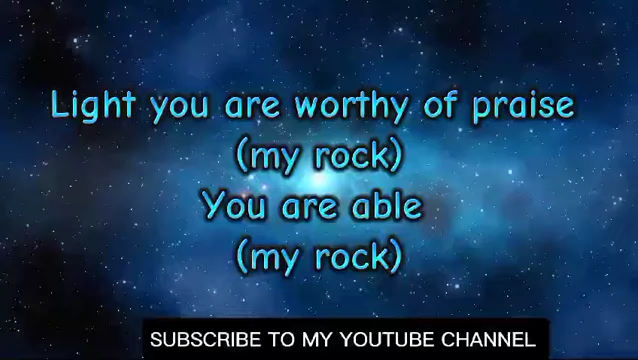 Light you are worthy of praise
(my rock)
You are able
(my rock)
SUBSCRIBE TO MY YOUTUBE CHANNEL